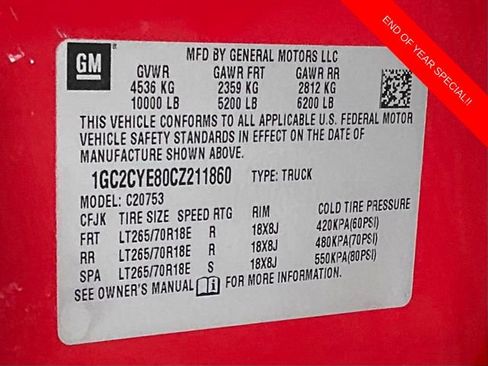 END OF YEAR SPECIAL!!
GM
MFD BY GENERAL MOTORS LLC
GVWR GAWR FRT GAWR RR
4536 KG 2359 KG 2812 KG
10000 LB 5200 LB 6200 LB
THIS VEHICLE CONFORMS TO ALL APPLICABLE U.S. FEDERAL MOTOR
VEHICLE SAFETY STANDARDS IN EFFECT ON THE DATE OF
MANUFACTURE SHOWN ABOVE.
1GC2CYE80CZ211860 TYPE: TRUCK
MODEL: C20753
CFJK TIRE SIZE SPEED RTG RIM COLD TIRE PRESSURE
FRT LT265/70R18E R 18X8J 420KPA(60PSI)
RR LT265/70R18E R 18X8J 480KPA(70PSI)
SPA LT265/70R18E S 18X8J 550KPA(80PSI)
SEE OWNER'S MANUAL FOR MORE INFORMATION.